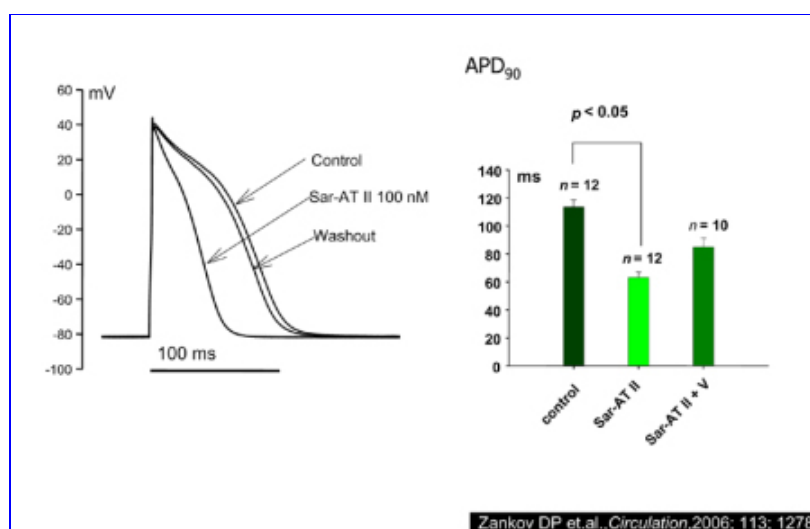 APD90
60
mV
40
20
0
-20
-40
-60
-80
-100
Control
Sar-AT II 100 nM
Washout
100 ms
p < 0.05
140
ms
120
100
80
60
40
20
0
n = 12
n = 12
n = 10
control
Sar-AT II
Sar-AT II + V
Zankov DP et.al.,Circulation,2006; 113: 127